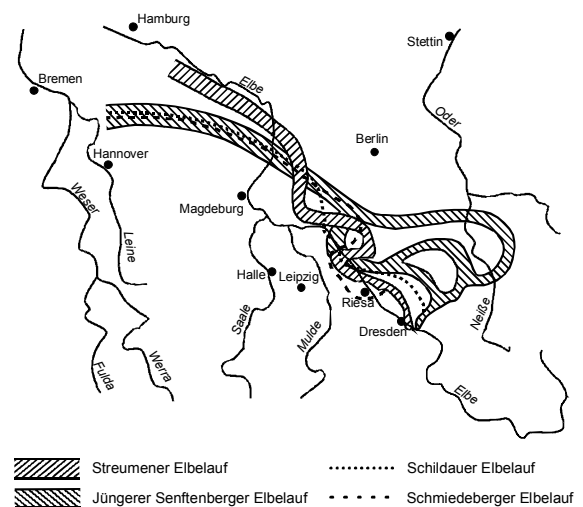 Hamburg
Stettin
Bremen
Elbe
Oder
Berlin
Hannover
Weser
Magdeburg
Leine
Halle
Leipzig
Riesa
Neiße
Saale
Mulde
Dresden
Fulda
Werra
Elbe
Streumener Elbelauf
Schildauer Elbelauf
Jüngerer Senftenberger Elbelauf
Schmiedeberger Elbelauf